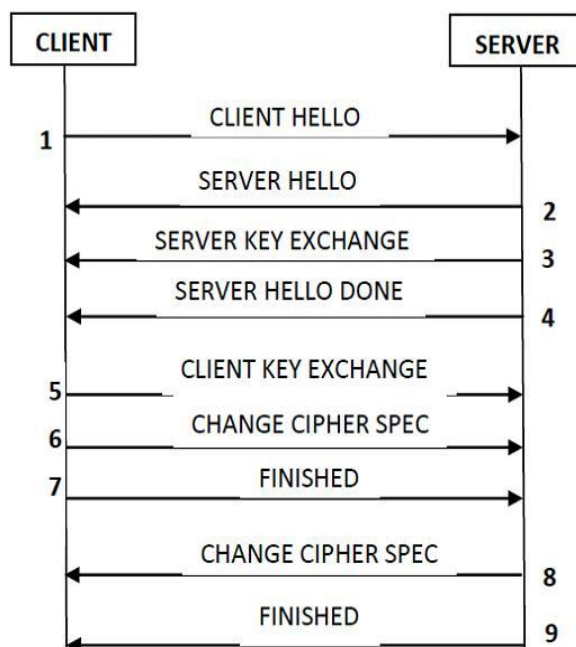 CLIENT
SERVER
1
CLIENT HELLO
SERVER HELLO
2
SERVER KEY EXCHANGE
3
SERVER HELLO DONE
4
5
CLIENT KEY EXCHANGE
6
CHANGE CIPHER SPEC
7
FINISHED
CHANGE CIPHER SPEC
8
FINISHED
9